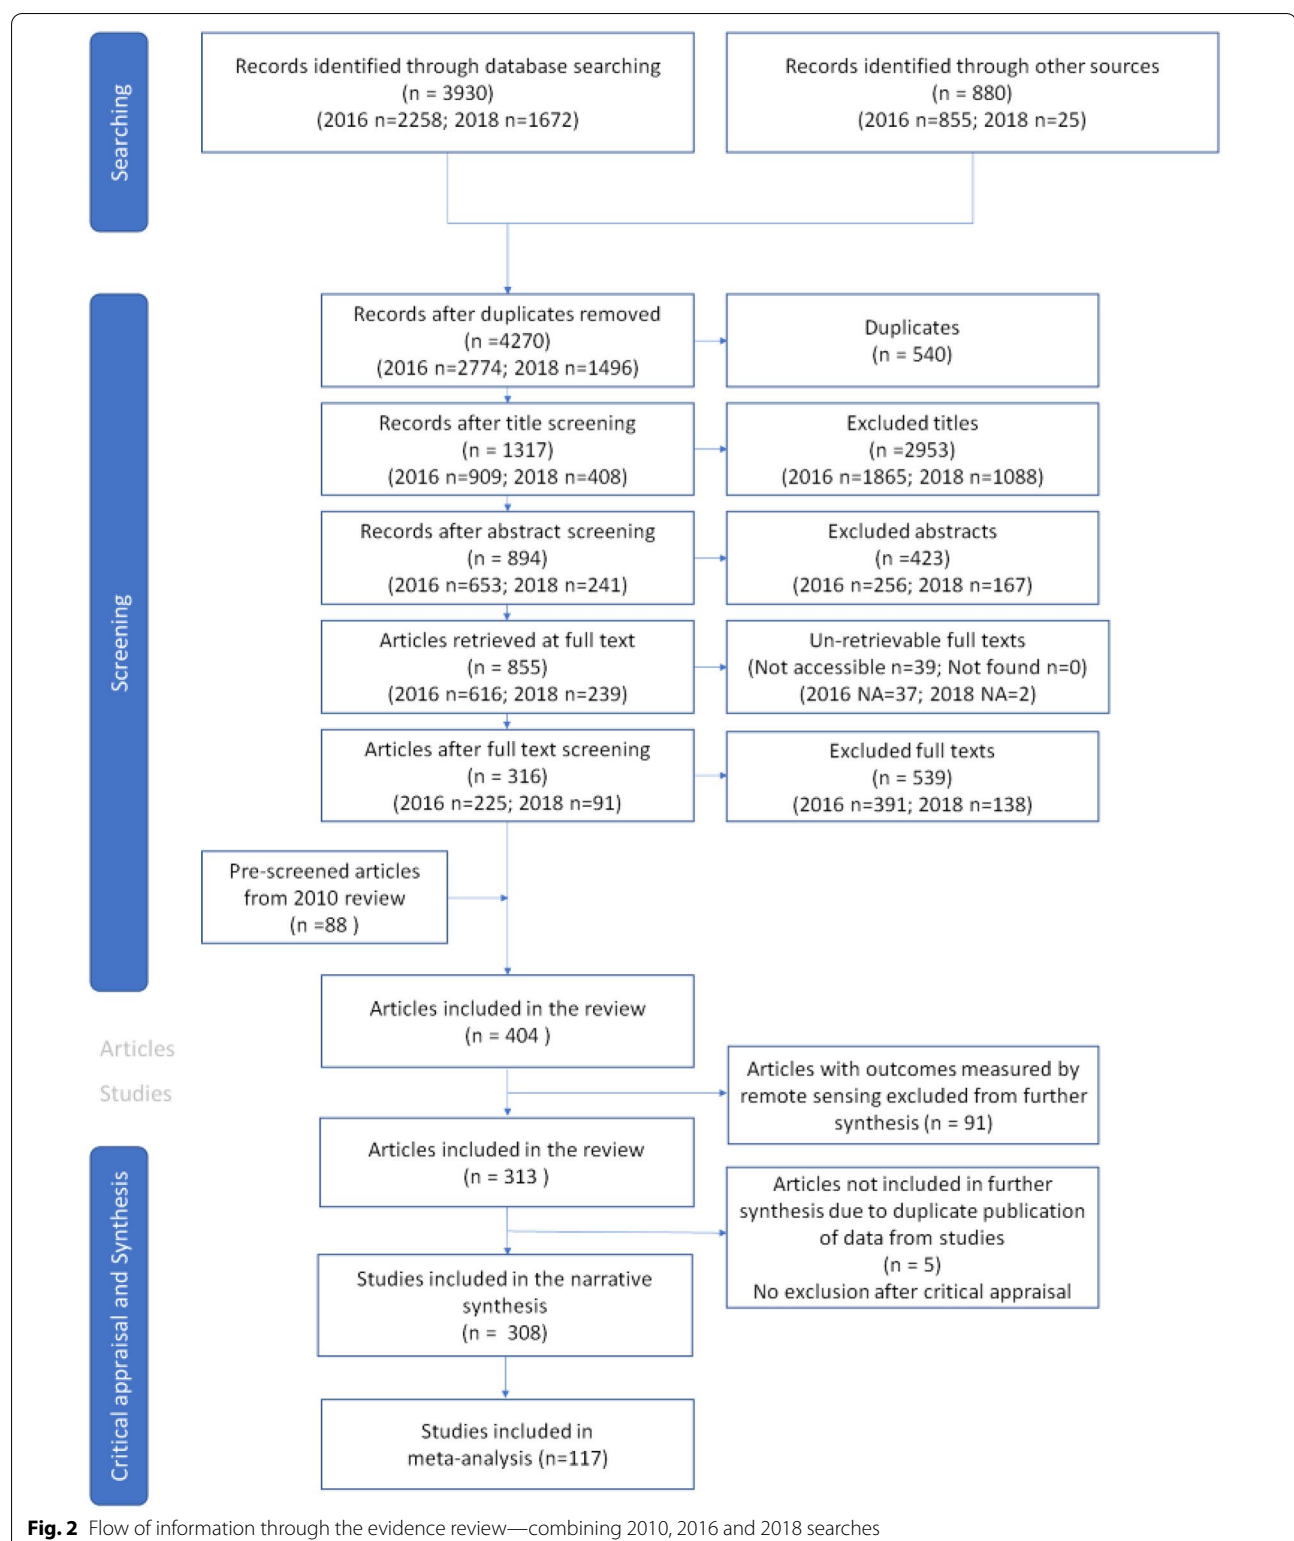 Searching
Records identified through database searching
(n = 3930)
(2016 n=2258; 2018 n=1672)
Records identified through other sources
(n = 880)
(2016 n=855; 2018 n=25)
Screening
Records after duplicates removed
(n =4270)
(2016 n=2774; 2018 n=1496)
Duplicates
(n = 540)
Records after title screening
(n = 1317)
(2016 n=909; 2018 n=408)
Excluded titles
(n =2953)
(2016 n=1865; 2018 n=1088)
Records after abstract screening
(n = 894)
(2016 n=653; 2018 n=241)
Excluded abstracts
(n =423)
(2016 n=256; 2018 n=167)
Articles retrieved at full text
(n = 855)
(2016 n=616; 2018 n=239)
Un-retrievable full texts
(Not accessible n=39; Not found n=0)
(2016 NA=37; 2018 NA=2)
Articles after full text screening
(n = 316)
(2016 n=225; 2018 n=91)
Excluded full texts
(n = 539)
(2016 n=391; 2018 n=138)
Pre-screened articles
from 2010 review
(n =88 )
Articles included in the review
(n = 404 )
Articles
Studies
Articles with outcomes measured by
remote sensing excluded from further
synthesis (n = 91)
Critical appraisal and Synthesis
Articles included in the review
(n = 313 )
Articles not included in further
synthesis due to duplicate publication
of data from studies
(n = 5)
No exclusion after critical appraisal
Studies included in the narrative
synthesis
(n =  308)
Studies included in
meta-analysis (n=117)
Fig. 2 Flow of information through the evidence review—combining 2010, 2016 and 2018 searches